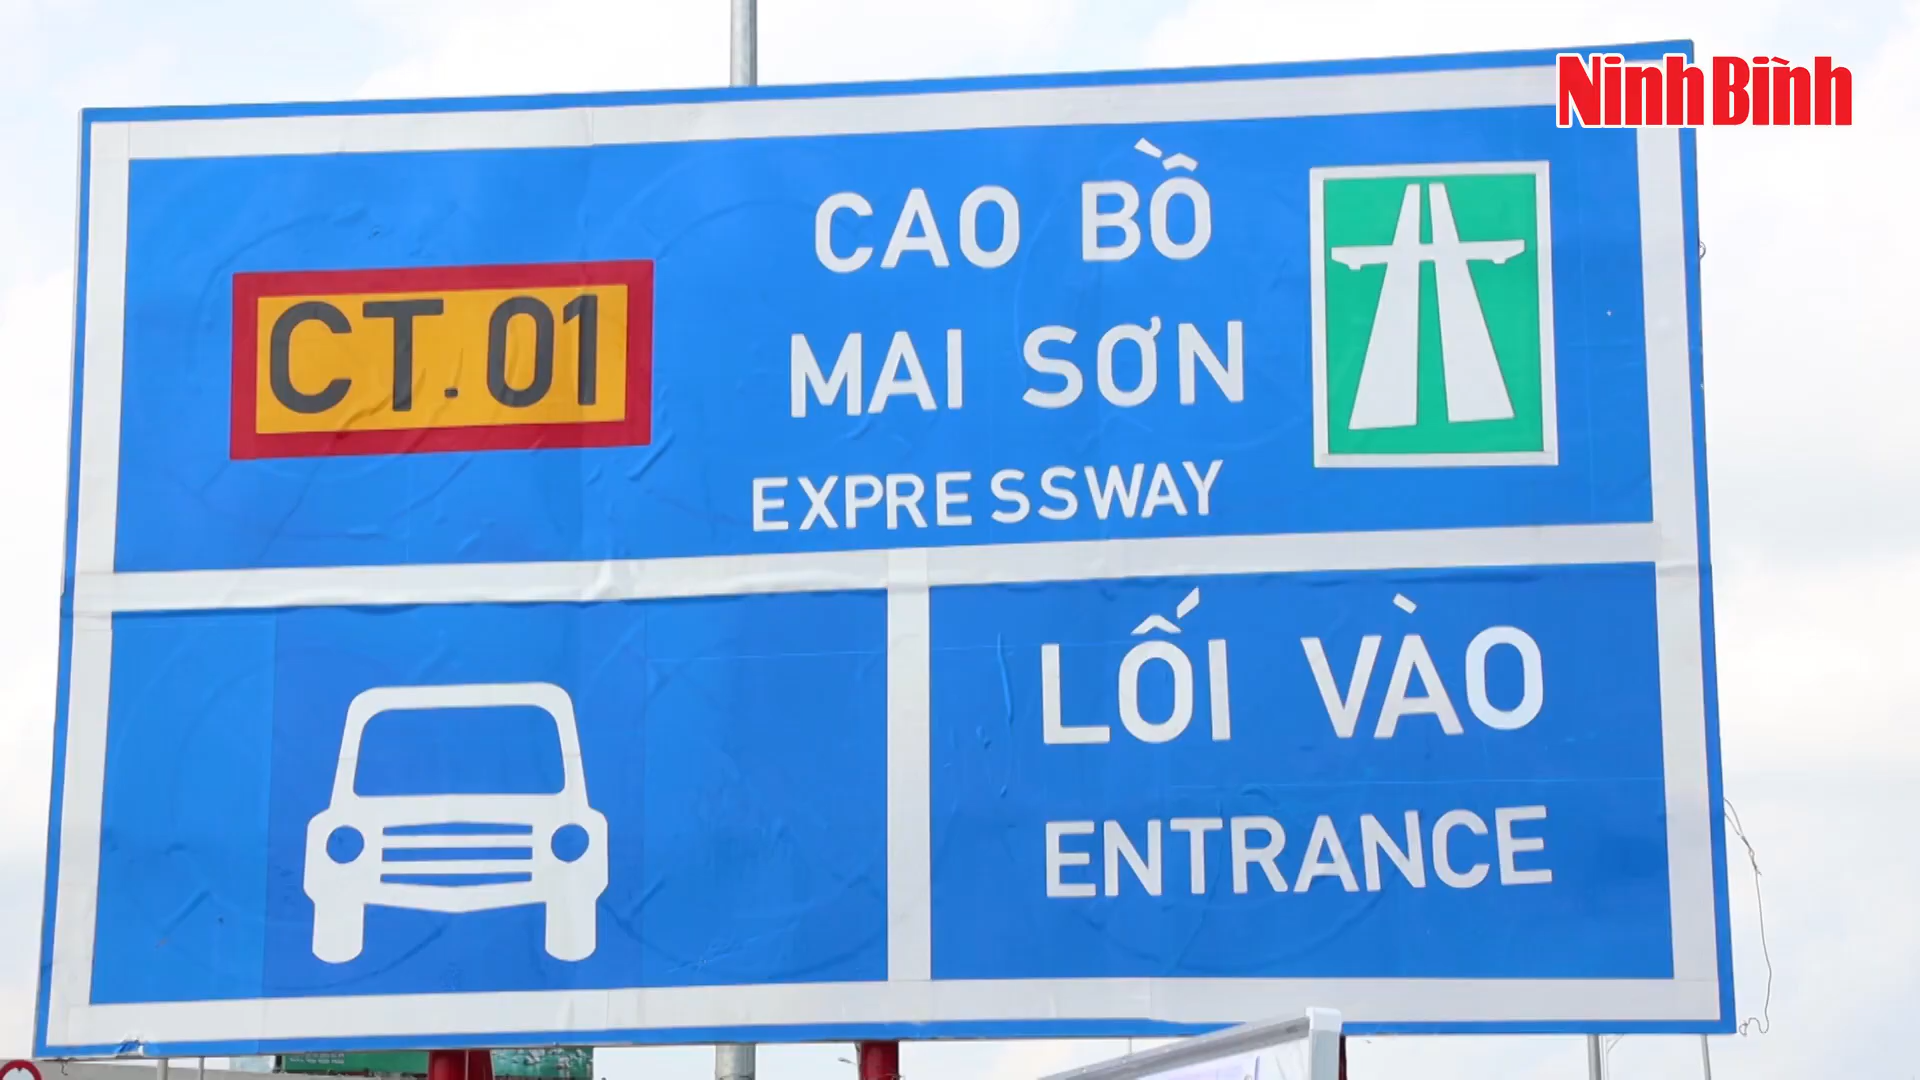 Ninh Bình
CAO BỒ
CT.01
MAI SƠN
EXPRESSWAY
LỐI VÀO
ENTRANCE